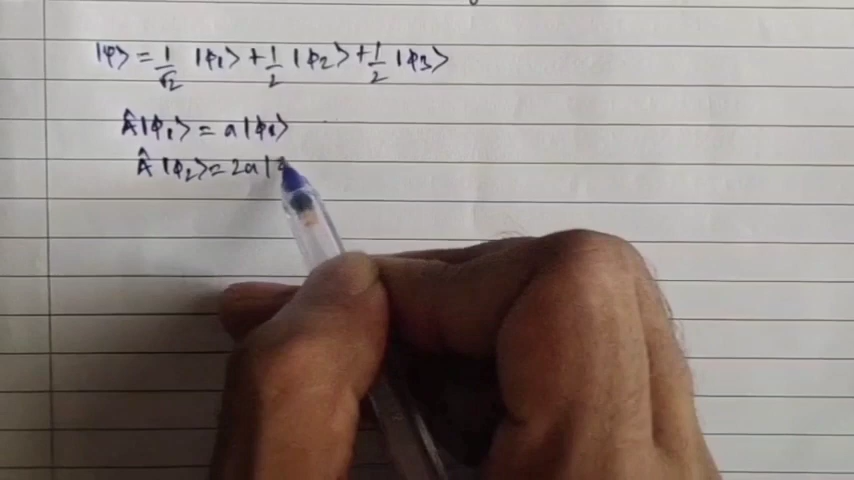 |φ> = 1/√2 |φ1> + 1/2 |φ2> + 1/2 |φ3>
Â|φ1> = a|φ1>
Â|φ2> = 2a|